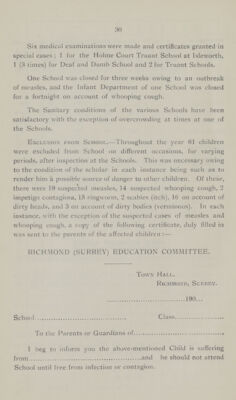 30
Six medical examinations were made and certificates granted in
special cases; 1 for the Holme Court Truant School at Isleworth,
1 (3 times) for Deaf and Dumb School and 2 for Truant Schools.
One School was closed for three weeks owing to an outbreak
of measles, and the Infant Department of one School was closed
for a fortnight on account of whooping cough.
The Sanitary conditions of the various Schools have been
satisfactory with the exception of overcrowding at times at one of
the Schools.
EXCLUSION FROM SCHOOL.—Throughout the year 61 children
were excluded from School on different occasions, for varying
periods, after inspection at the Schools. This was necessary owing
to the condition of the scholar in each instance being such as to
render him a possible source of danger to other children. Of these,
there were 19 suspected measles, 14 suspected whooping cough, 2
impetigo contagiosa, 13 ringworm, 2 scabies (itch), 16 on account of
dirty heads, and 3 on account of dirty bodies (verminous). In each
instance, with the exception of the suspected cases of measles and
whooping cough, a copy of the following certificate, duly filled in
was sent to the parents of the affected children:—
RICHMOND (SURREY) EDUCATION COMMITTEE.
TOWN HALL,
RICHMOND, SURREY.
190...
School Class
To the Parents or Guardians of
I beg to inform you the above-mentioned Child is suffering
from and he should not attend
School until free from infection or contagion.